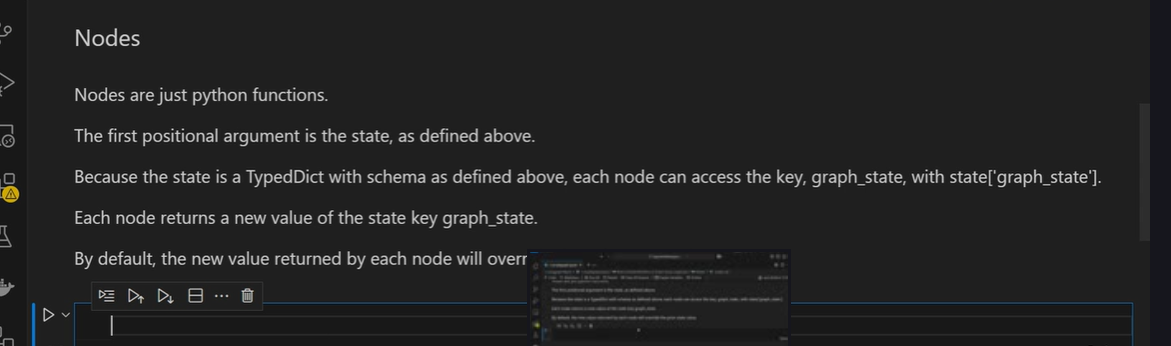 Nodes
Nodes are just python functions.
The first positional argument is the state, as defined above.
Because the state is a TypedDict with schema as defined above, each node can access the key, graph_state, with state['graph_state'].
Each node returns a new value of the state key graph_state.
By default, the new value returned by each node will overr